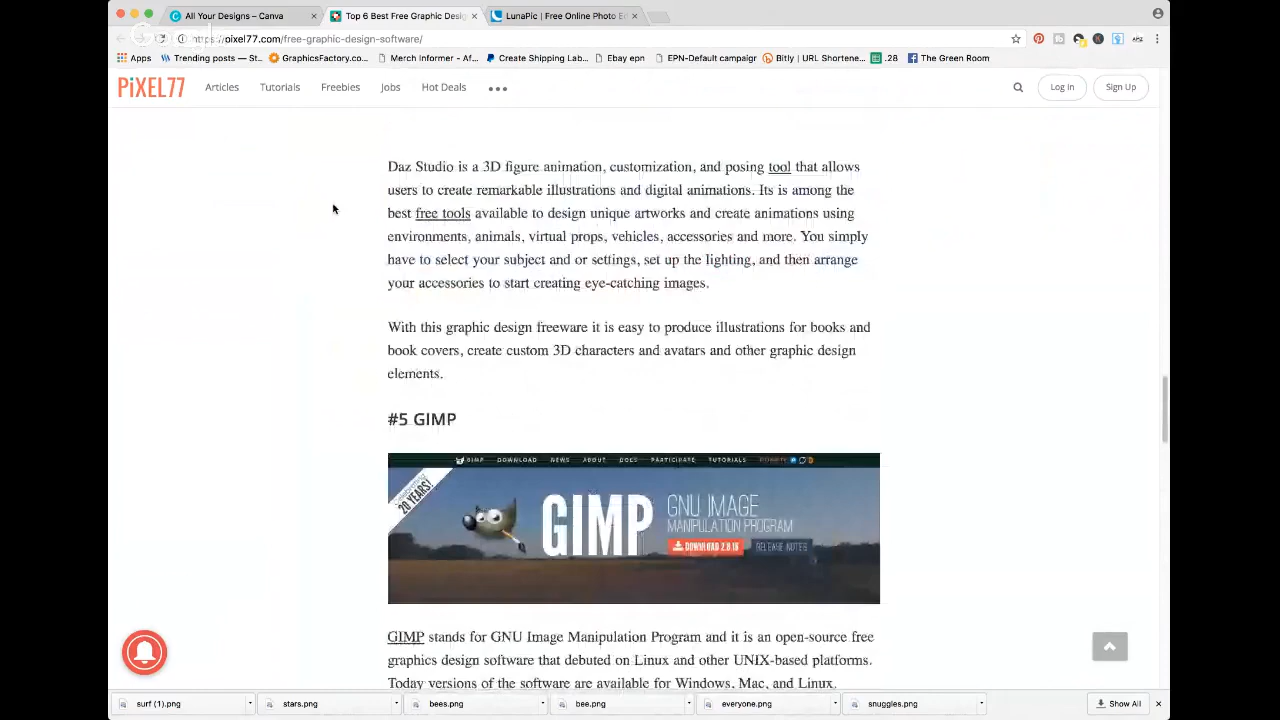 All Your Designs – Canva
Top 6 Best Free Graphic Desig
LunaPic | Free Online Photo Ed
https://pixel77.com/free-graphic-design-software/
Apps
Trending posts — St...
GraphicsFactory.co...
Merch Informer - Af...
Create Shipping Lab...
Ebay epn
EPN-Default campaign
Bitly | URL Shortene...
.28
The Green Room
PiXEL77
Articles
Tutorials
Freebies
Jobs
Hot Deals
Log In
Sign Up
Daz Studio is a 3D figure animation, customization, and posing tool that allows
users to create remarkable illustrations and digital animations. Its is among the
best free tools available to design unique artworks and create animations using
environments, animals, virtual props, vehicles, accessories and more. You simply
have to select your subject and or settings, set up the lighting, and then arrange
your accessories to start creating eye-catching images.
With this graphic design freeware it is easy to produce illustrations for books and
book covers, create custom 3D characters and avatars and other graphic design
elements.
#5 GIMP
GIMP DOWNLOAD NEWS ABOUT DOCS PARTICIPATE TUTORIALS
20 YEARS!
GIMP
GNU IMAGE
MANIPULATION PROGRAM
DOWNLOAD 2.8.18
RELEASE NOTES
GIMP stands for GNU Image Manipulation Program and it is an open-source free
graphics design software that debuted on Linux and other UNIX-based platforms.
Today versions of the software are available for Windows, Mac, and Linux.
surf (1).png
stars.png
bees.png
bee.png
everyone.png
snuggles.png
Show All